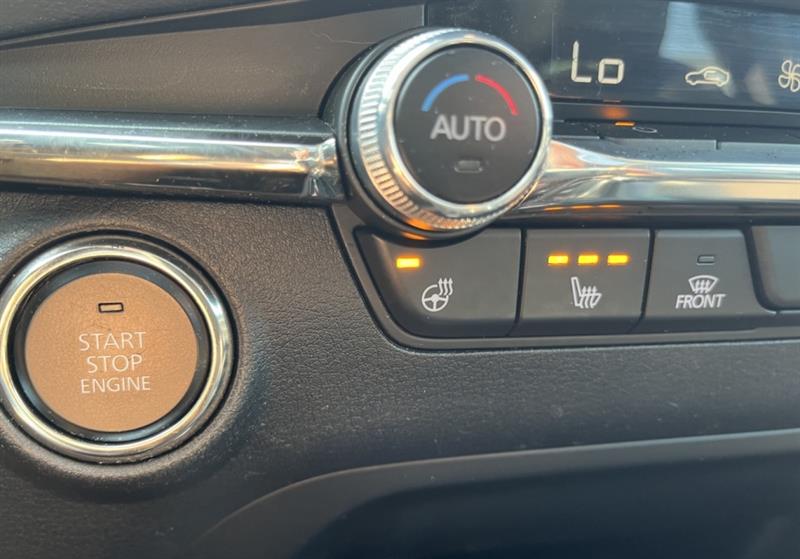 Lo
AUTO
START
STOP
ENGINE
FRONT